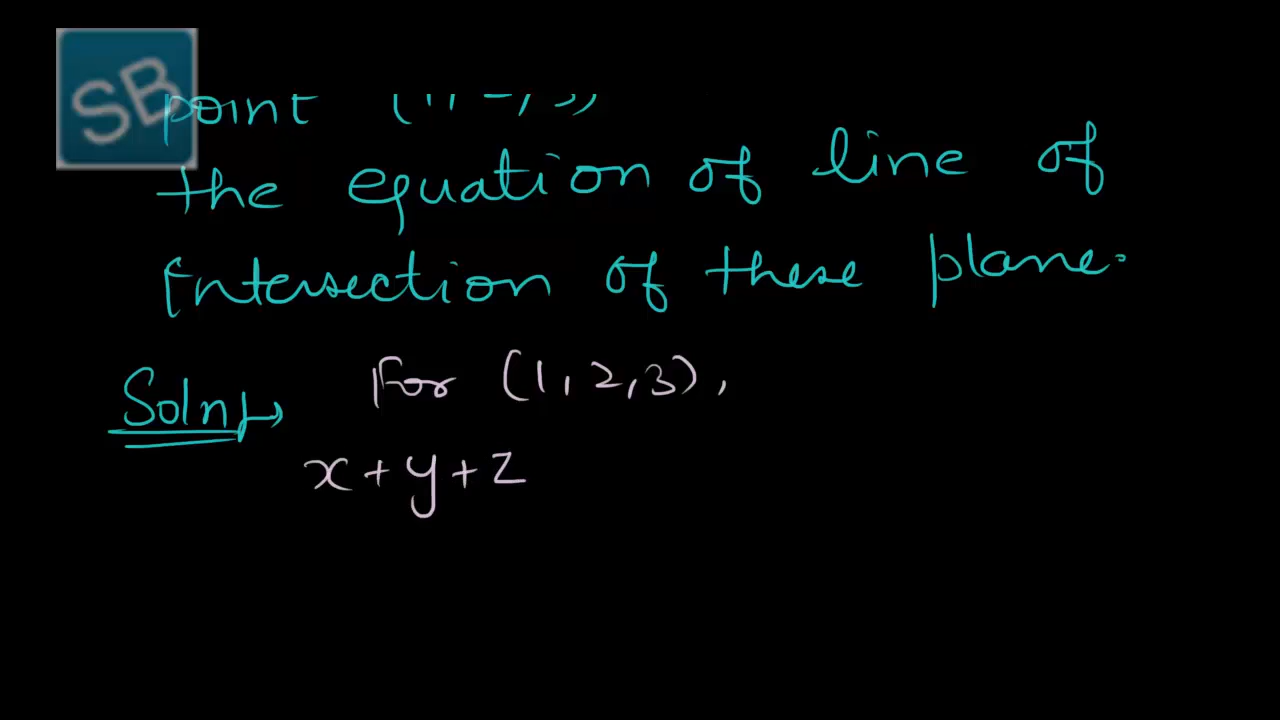 SB
point
the equation of line of
Intersection of these plane.
Soln→ For (1, 2, 3),
x + y + z